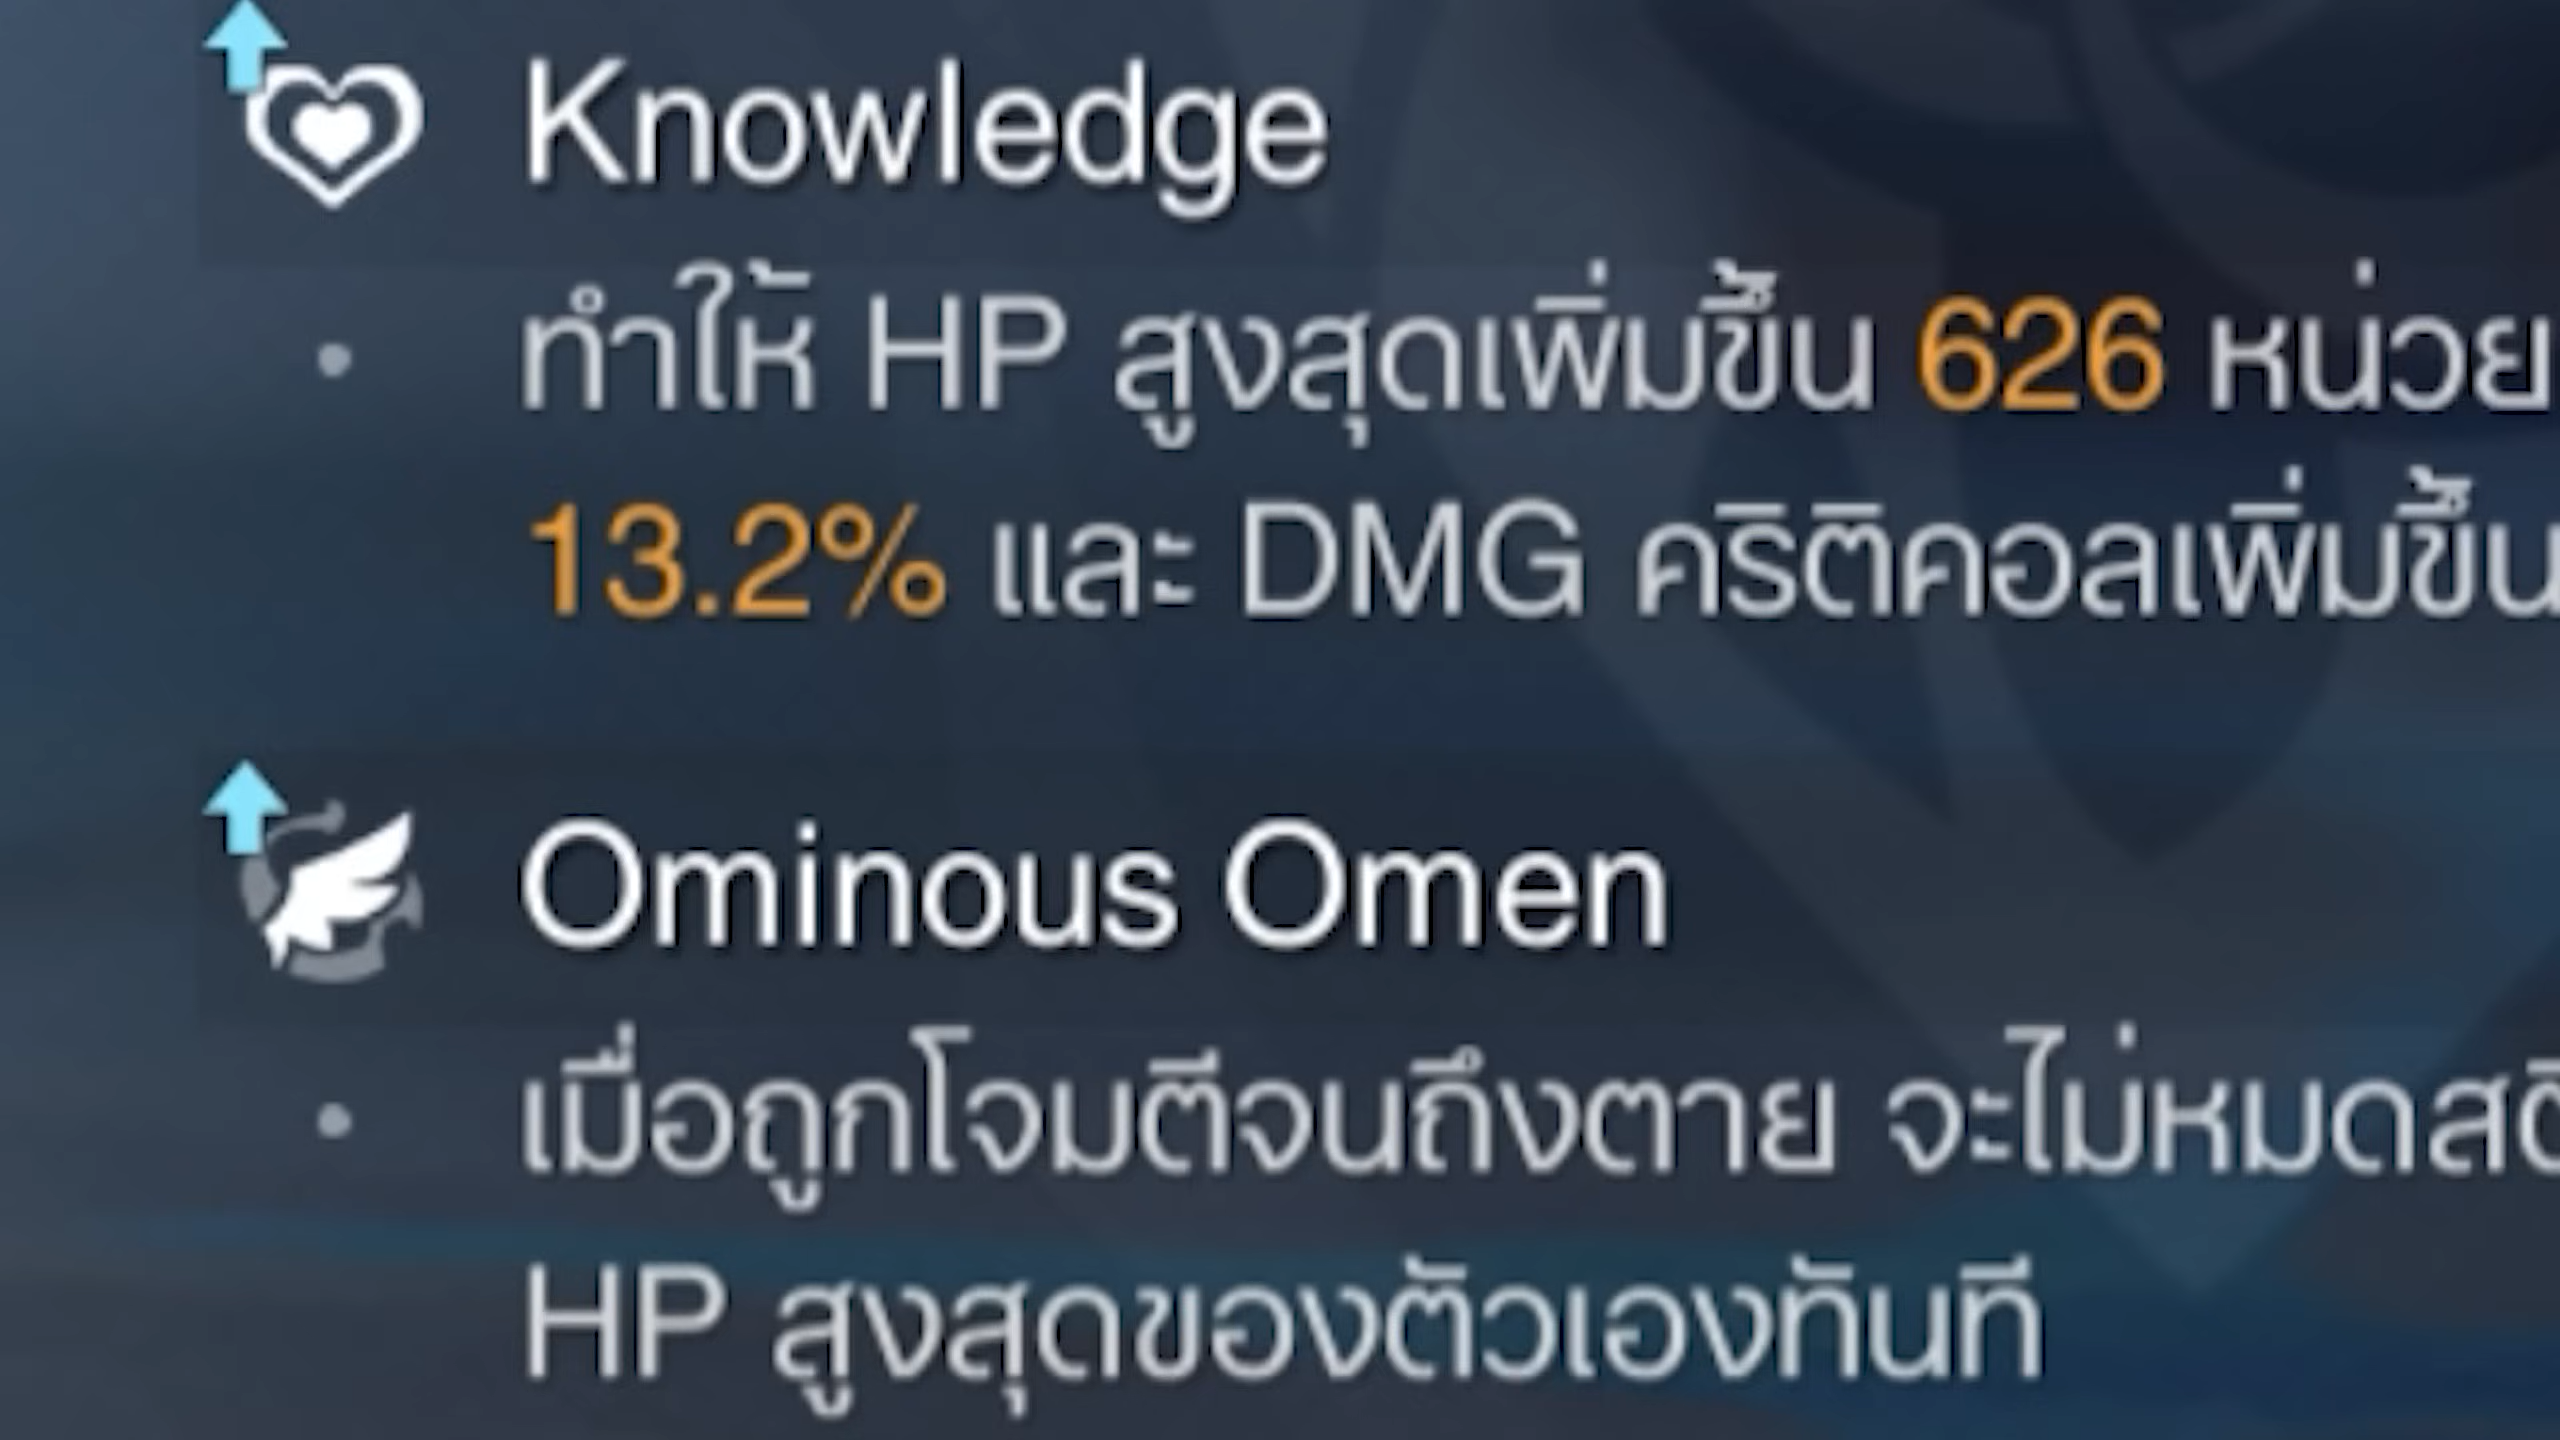 Knowledge
ทำให้ HP สูงสุดเพิ่มขึ้น 626 หน่วย
13.2% และ DMG คริติคอลเพิ่มขึ้น
Ominous Omen
เมื่อถูกโจมตีจนถึงตาย จะไม่หมด
HP สูงสุดของตัวเองทันที